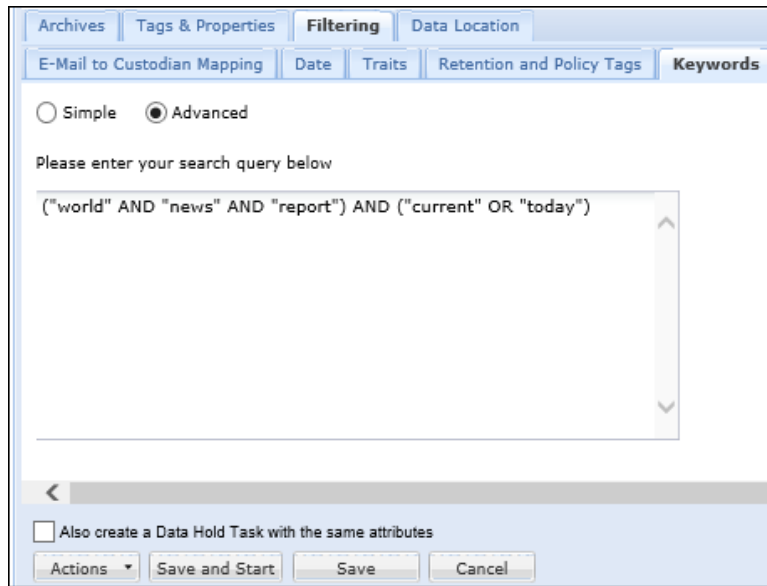 Archives Tags & Properties Filtering Data Location
E-Mail to Custodian Mapping Date Traits Retention and Policy Tags Keywords
Simple Advanced
Please enter your search query below
("world" AND "news" AND "report") AND ("current" OR "today")
Also create a Data Hold Task with the same attributes
Actions Save and Start Save Cancel